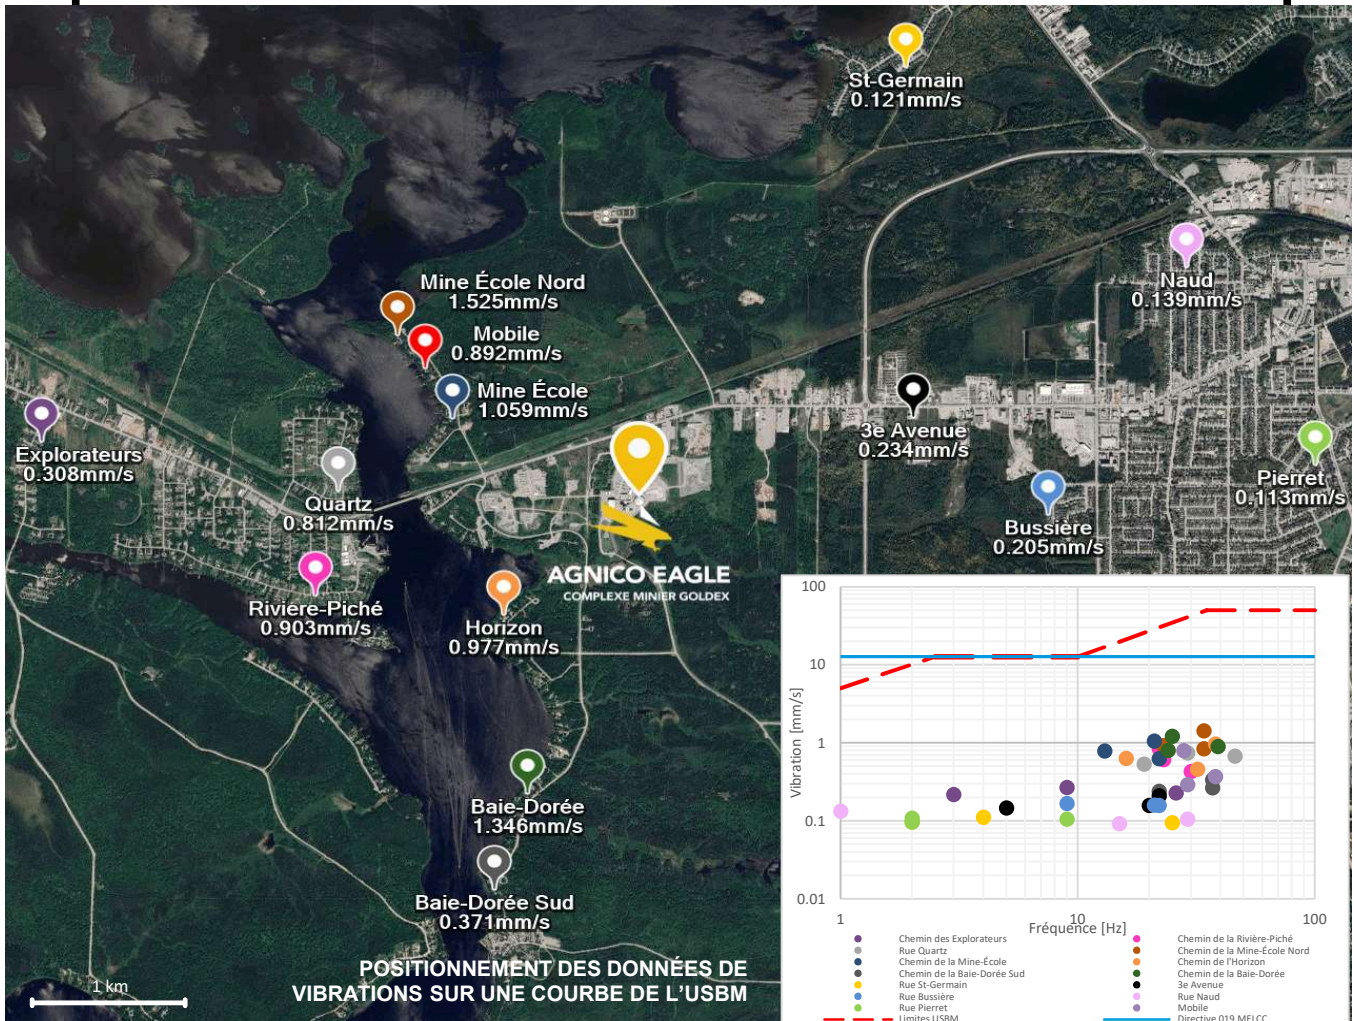 St-Germain
0.121mm/s
Naud
0.139mm/s
Mine École Nord
1.525mm/s
Mobile
0.892mm/s
Mine École
1.059mm/s
Explorateurs
0.308mm/s
Quartz
0.812mm/s
3e Avenue
0.234mm/s
Pierret
0.113mm/s
Bussière
0.205mm/s
AGNICO EAGLE
COMPLEXE MINIER GOLDEX
Riviere-Piché
0.903mm/s
Horizon
0.977mm/s
Baie-Dorée
1.346mm/s
Baie-Dorée Sud
0.371mm/s
1 km
POSITIONNEMENT DES DONNÉES DE
VIBRATIONS SUR UNE COURBE DE L'USBM
Vibration [mm/s]
100
10
1
0.1
0.01
1 10 100
Fréquence [Hz]
Chemin des Explorateurs
Chemin de la Rivière-Piché
Rue Quartz
Chemin de la Mine-École Nord
Chemin de la Mine-École
Chemin de l'Horizon
Chemin de la Baie-Dorée Sud
Chemin de la Baie-Dorée
Rue St-Germain
3e Avenue
Rue Bussière
Rue Naud
Rue Pierret
Mobile
Limites USBM
Directive 019 MELCC